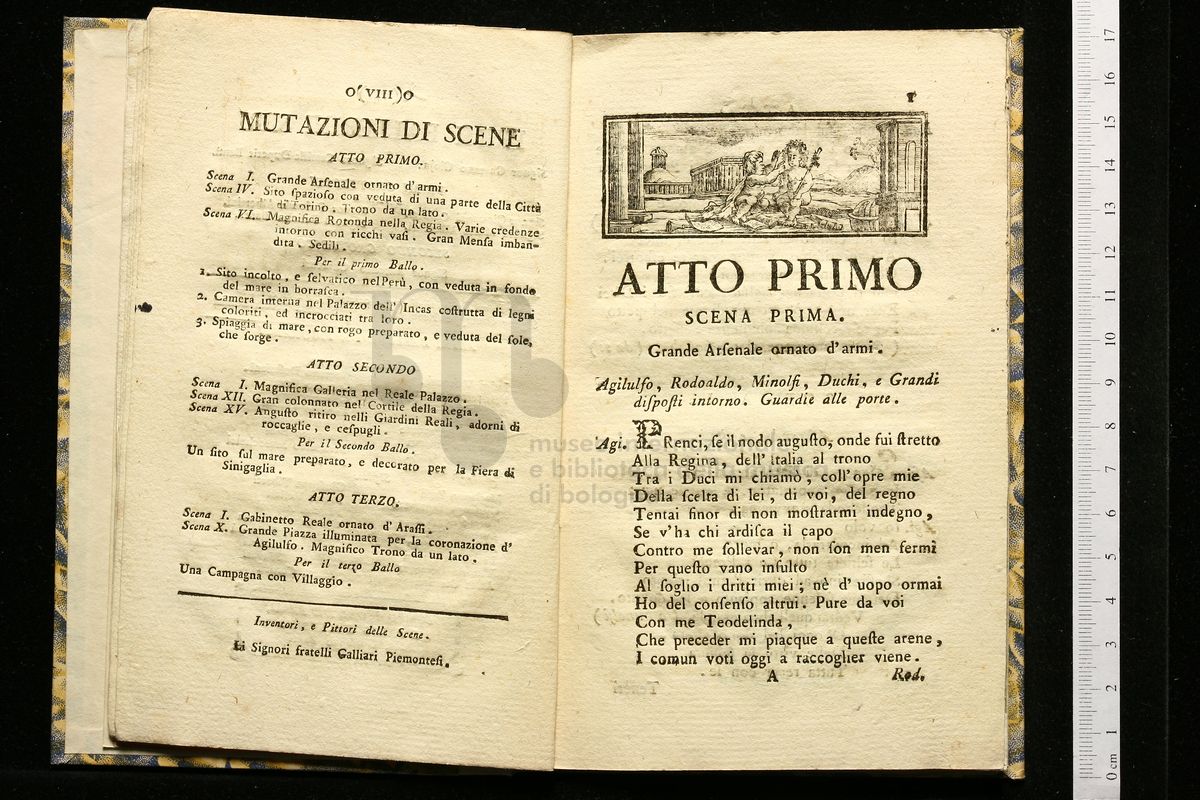 0(VIII)0
MUTAZIONI DI SCENE
ATTO PRIMO.
Scena I. Grande Arſenale ornato d' armi.
Scena IV. Sito ſpazioſo con veduta di una parte della Città
di Torino. Trono da un lato.
Scena VI. Magnifica Rotonda nella Regia. Varie credenze
intorno con ricchi vaſi. Gran Menſa imban-
dita. Sedili.
Per il primo Ballo.
1. Sito incolto, e ſelvatico nel Perù, con veduta in fondo
del mare in borraſca.
2. Camera interna nel Palazzo dell' Incas coſtrutta di legni
coloriti, ed incrocciati tra loro.
3. Spiaggia di mare, con rogo preparato, e veduta del ſole,
che ſorge.
ATTO SECONDO
Scena I. Magnifica Galleria nel Reale Palazzo.
Scena XII. Gran colonnato nel Cortile della Regia.
Scena XV. Anguſto ritiro nelli Giardini Reali, adorni di
roccaglie, e ceſpugli.
Per il Secondo Ballo.
Un ſito ſul mare preparato, e decorato per la Fiera di
Sinigaglia.
ATTO TERZO.
Scena I. Gabinetto Reale ornato d' Araſſi.
Scena X. Grande Piazza illuminata per la coronazione d'
Agilulfo. Magnifico Trono da un lato.
Per il terzo Ballo
Una Campagna con Villaggio.
Inventori, e Pittori delle Scene.
Li Signori fratelli Galliari Piemonteſi.
1
ATTO PRIMO
SCENA PRIMA.
Grande Arſenale ornato d'armi.
Agilulfo, Rodoaldo, Minolfi, Duchi, e Grandi
diſpoſti intorno. Guardie alle porte.
Agi. PRenci, ſe il nodo auguſto, onde fui ſtretto
Alla Regina, dell' Italia al trono
Tra i Duci mi chiamò, coll' opre mie
Della ſcelta di lei, di voi, del regno
Tentai finor di non moſtrarmi indegno,
Se v'ha chi ardiſca il capo
Contro me ſollevar, non ſon men fermi
Per queſto vano inſulto
Al ſoglio i dritti miei; nè d' uopo ormai
Ho del conſenſo altrui. Pure da voi
Con me Teodelinda,
Che preceder mi piacque a queſte arene,
I comun voti oggi a raccoglier viene.
A Rod.
di bologna